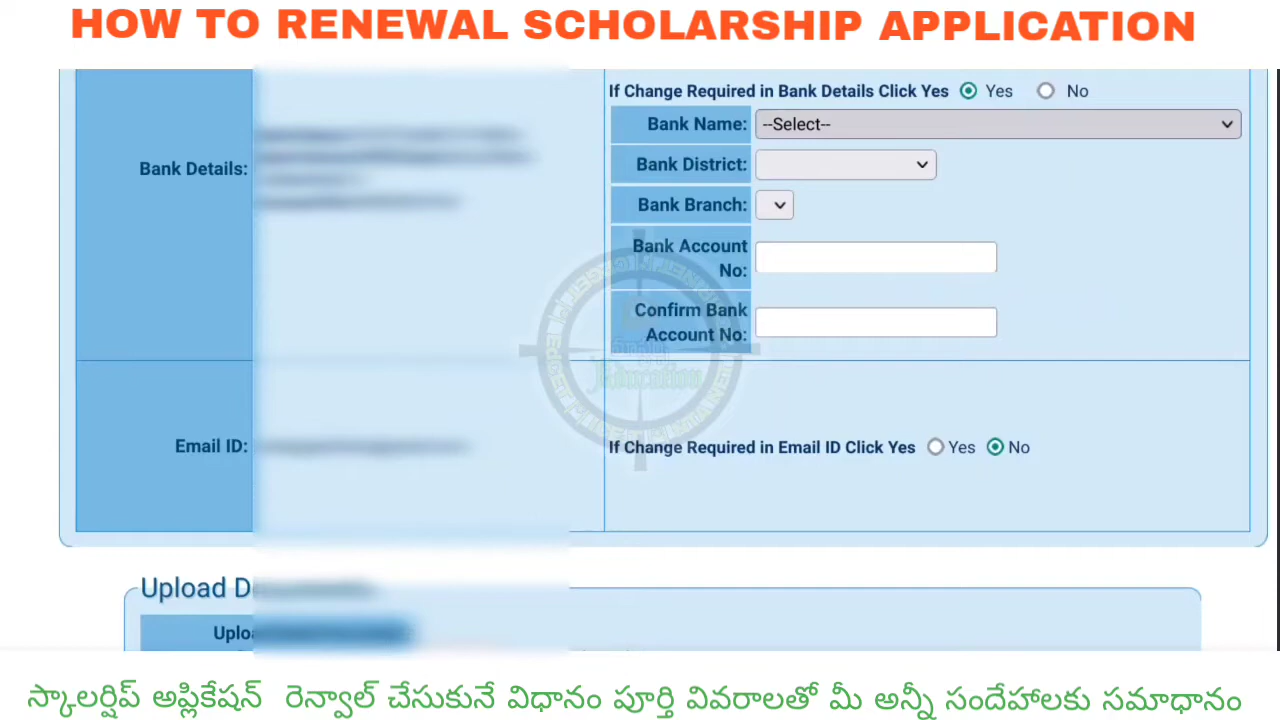 HOW TO RENEWAL SCHOLARSHIP APPLICATION
If Change Required in Bank Details Click Yes Yes No
Bank Details:
Bank Name: --Select--
Bank District:
Bank Branch:
Bank Account
No:
Confirm Bank
Account No:
Education
Email ID:
If Change Required in Email ID Click Yes Yes No
Upload
స్కాలర్షిప్ అప్లికేషన్ రెన్వాల్ చేసుకునే విధానం పూర్తి వివరాలతో మీ అన్నీ సందేహాలకు సమాధానం